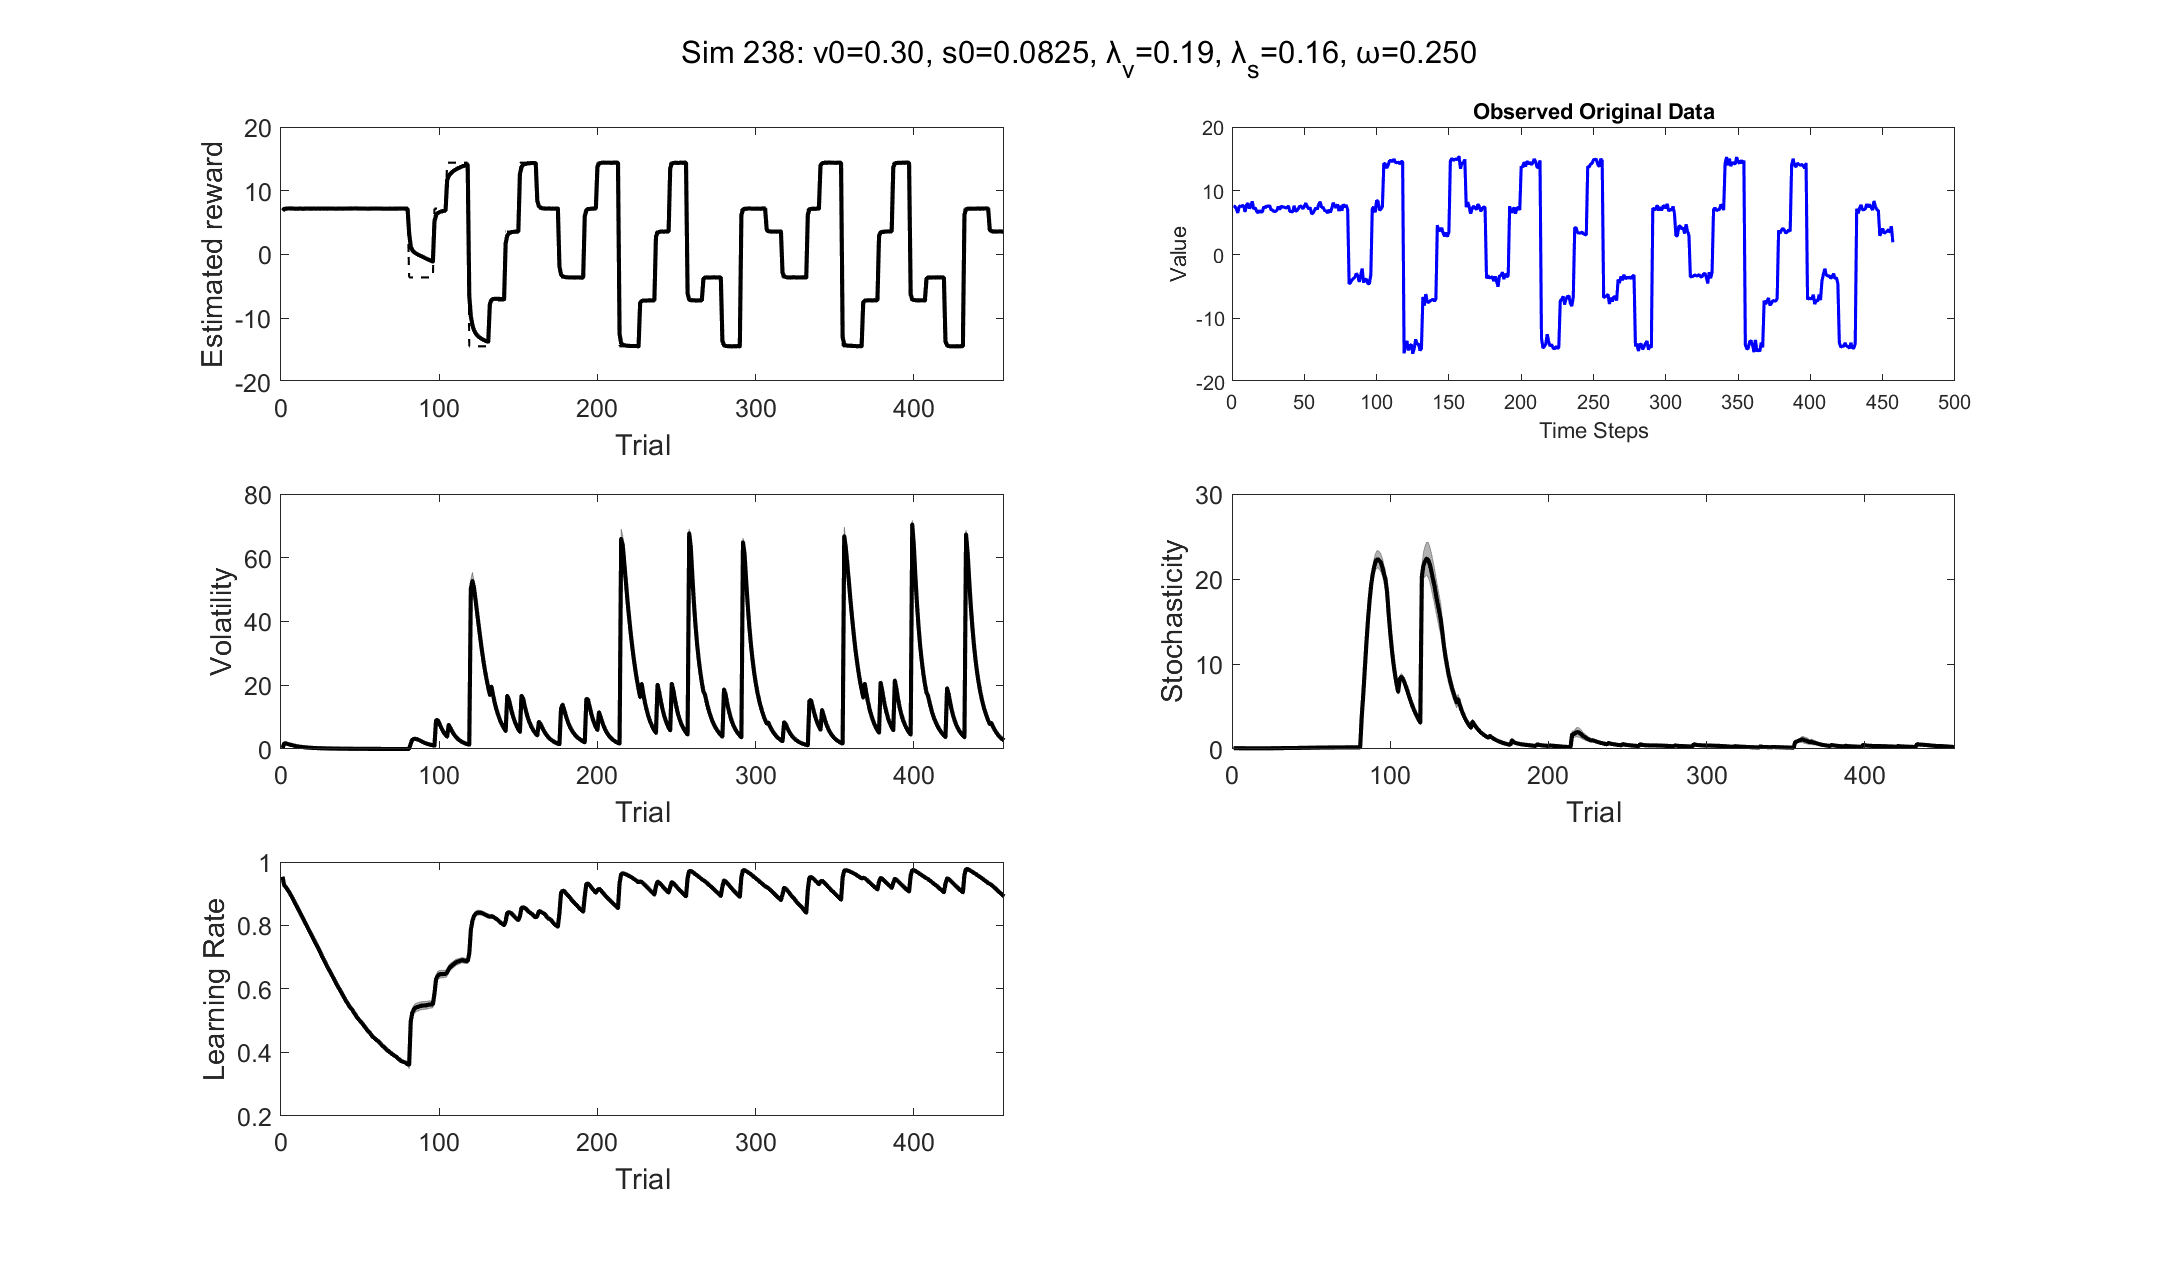 Sim 238: v0=0.30, s0=0.0825, λv=0.19, λs=0.16, ω=0.250
Estimated reward
20
10
0
-10
-20
0 100 200 300 400
Trial
Observed Original Data
Value
20
10
0
-10
-20
0 50 100 150 200 250 300 350 400 450 500
Time Steps
Volatility
80
60
40
20
0
0 100 200 300 400
Trial
Stochasticity
30
20
10
0
0 100 200 300 400
Trial
Learning Rate
1
0.8
0.6
0.4
0.2
0 100 200 300 400
Trial